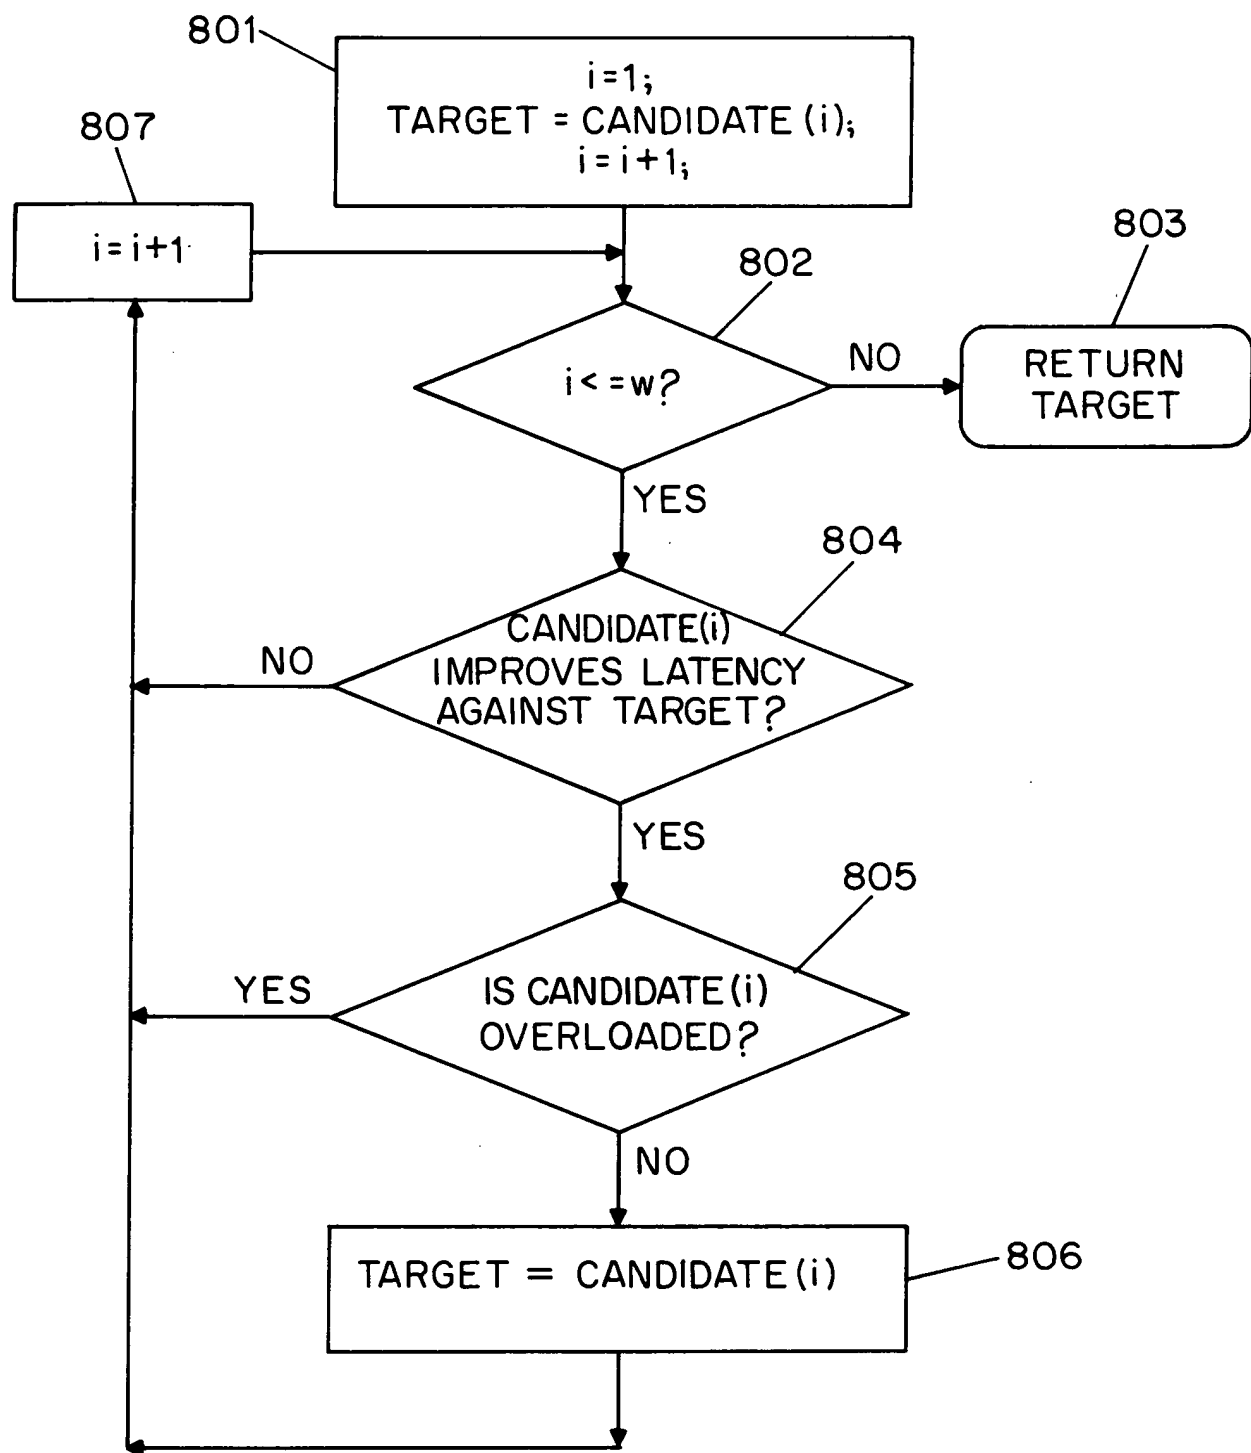 801
i=1;
TARGET = CANDIDATE (i);
i=i+1;
807
i=i+1
803
802
i<=w?
NO
RETURN
TARGET
YES
804
CANDIDATE(i)
IMPROVES LATENCY
AGAINST TARGET?
NO
YES
805
IS CANDIDATE(i)
OVERLOADED?
YES
NO
TARGET = CANDIDATE(i)
806